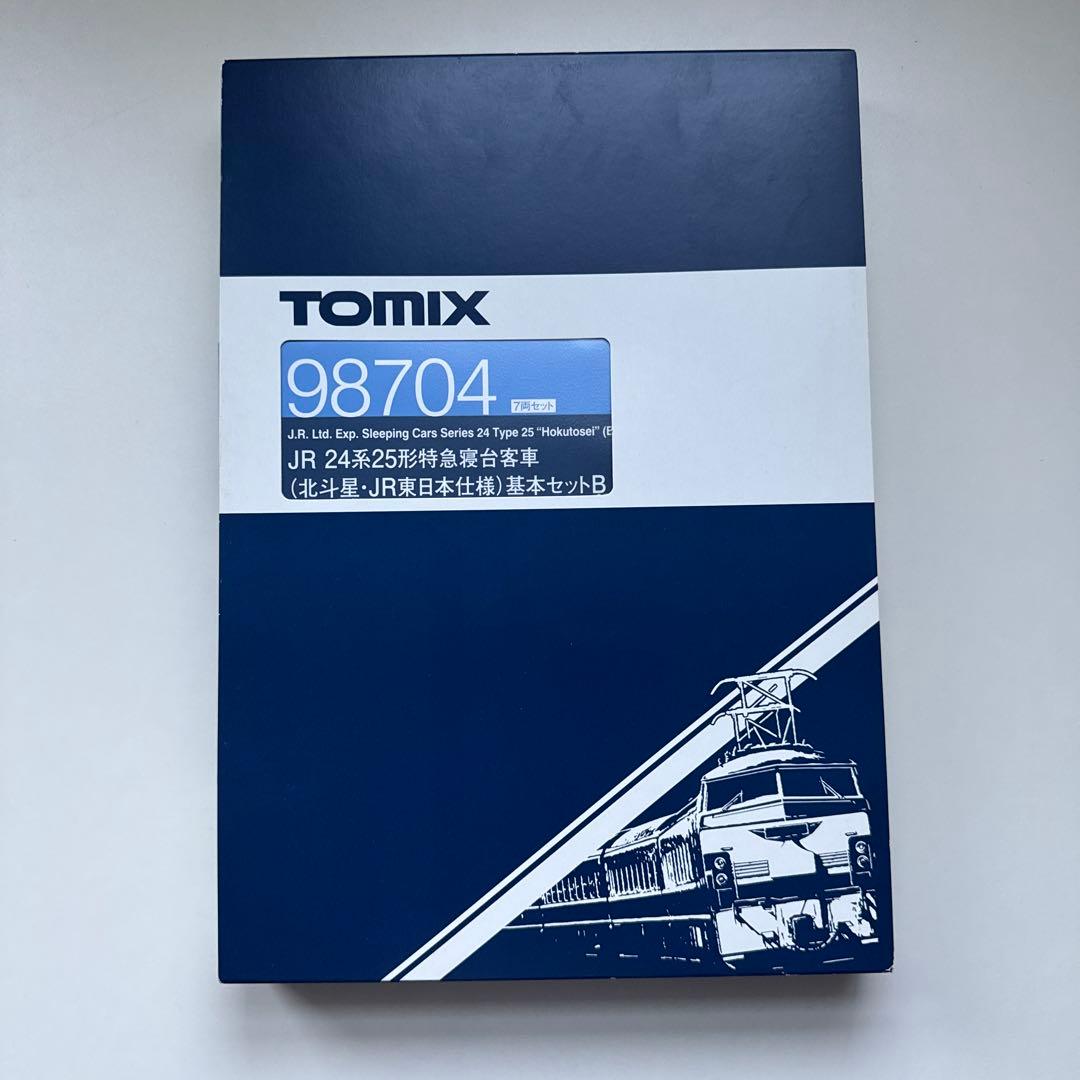 TOMIX
98704 7両セット
J.R. Ltd. Exp. Sleeping Cars Series 24 Type 25 "Hokutosei" (
JR 24系25形特急寝台客車
(北斗星・JR東日本仕様)基本セットB